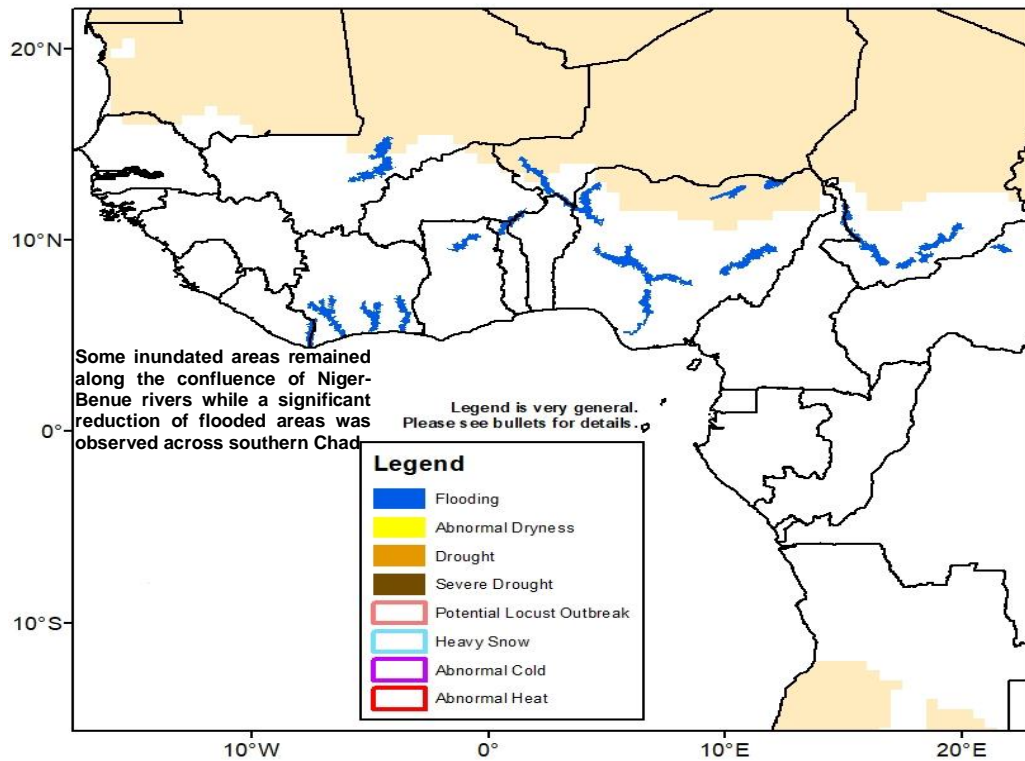 20°N
10°N
0°
10°S
10°W
0°
10°E
20°E
Some inundated areas remained
along the confluence of Niger-
Benue rivers while a significant
reduction of flooded areas was
observed across southern Chad
Legend is very general.
Please see bullets for details.
Legend
Flooding
Abnormal Dryness
Drought
Severe Drought
Potential Locust Outbreak
Heavy Snow
Abnormal Cold
Abnormal Heat